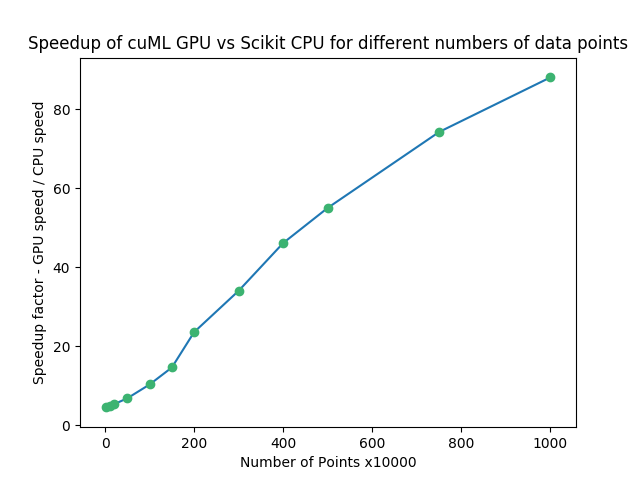 Speedup of cuML GPU vs Scikit CPU for different numbers of data points
Speedup factor - GPU speed / CPU speed
80
60
40
20
0
0 200 400 600 800 1000
Number of Points x10000